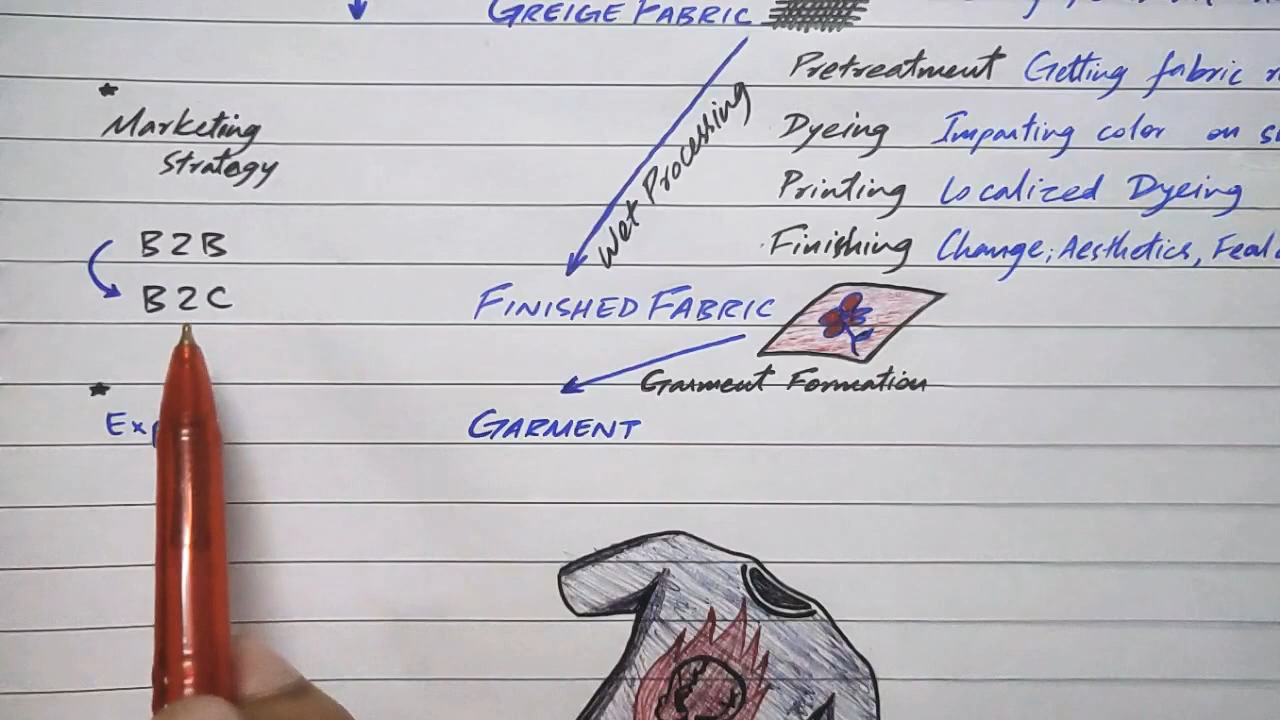 GREIGE FABRIC
Pretreatment Getting fabric
Dyeing Imparting color on
Printing Localized Dyeing
Finishing Change; Aesthetics, Feal
Wet Processing
* Marketing
Strategy
B2B
B2C
FINISHED FABRIC
Garment Formation
GARMENT